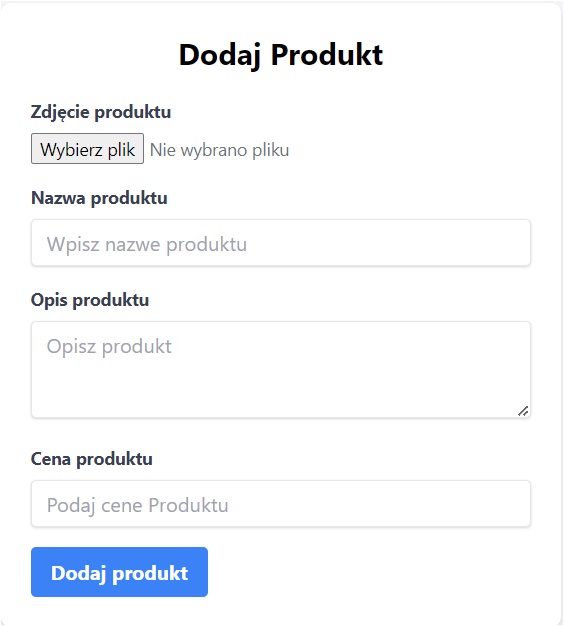 Dodaj Produkt
Zdjęcie produktu
Wybierz plik Nie wybrano pliku
Nazwa produktu
Wpisz nazwe produktu
Opis produktu
Opisz produkt
Cena produktu
Podaj cene Produktu
Dodaj produkt